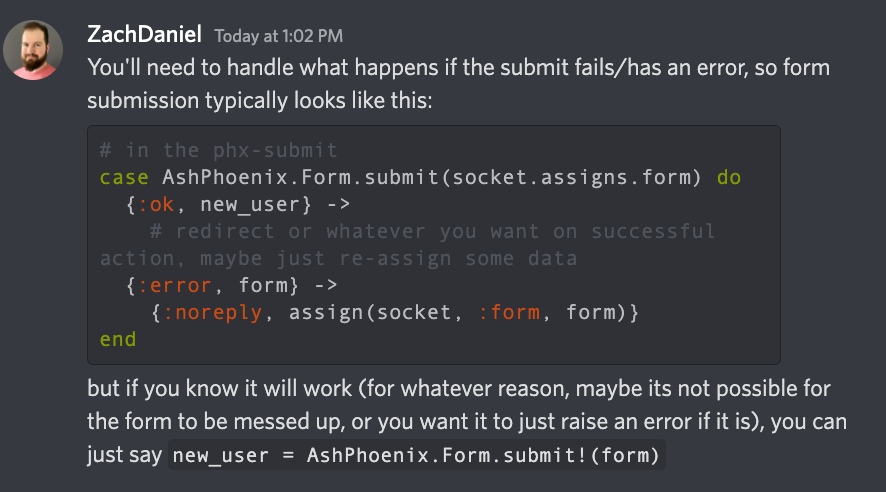 ZachDaniel Today at 1:02 PM
You'll need to handle what happens if the submit fails/has an error, so form
submission typically looks like this:
# in the phx-submit
case AshPhoenix.Form.submit(socket.assigns.form) do
  {:ok, new_user} ->
    # redirect or whatever you want on successful
action, maybe just re-assign some data
  {:error, form} ->
    {:noreply, assign(socket, :form, form)}
end
but if you know it will work (for whatever reason, maybe its not possible for
the form to be messed up, or you want it to just raise an error if it is), you can
just say new_user = AshPhoenix.Form.submit!(form)